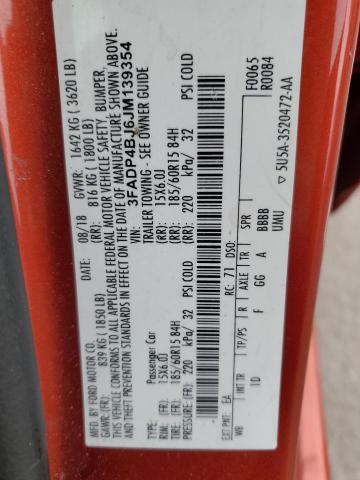 MFD. BY FORD MOTOR CO. DATE: 08/18 GVWR: 1642 KG ( 3620 LB)
GAWR: (FR): 839 KG ( 1850 LB) (RR): 816 KG ( 1800 LB)
THIS VEHICLE CONFORMS TO ALL APPLICABLE FEDERAL MOTOR VEHICLE SAFETY, BUMPER,
AND THEFT PREVENTION STANDARDS IN EFFECT ON THE DATE OF MANUFACTURE SHOWN ABOVE.
VIN: 3FADP4BJ6JM139354
Passenger Car TRAILER TOWING - SEE OWNER GUIDE
RIM: (FR): 15X6.0J (RR): 15X6.0J
TIRE: (FR): 185/60R15 84H (RR): 185/60R15 84H
PRESS: (FR): 220 kPa/ 32 PSI COLD (RR): 220 kPa/ 32 PSI COLD
EXT PNT: EA RC: 71 DSO: F0065
WB INT TR TP/PS R AXLE TR SPR R0084
1D F GG A BBBB
UMU
5U5A-3520472-AA